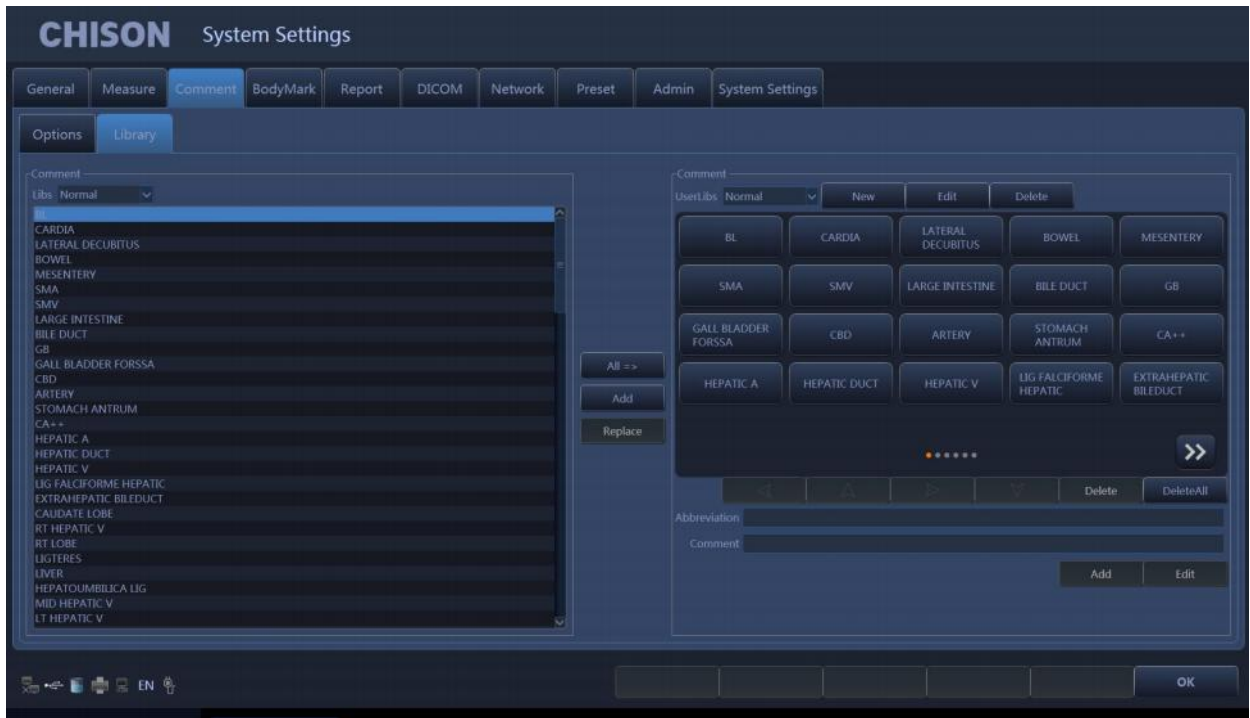 CHISON System Settings
General Measure Comment BodyMark Report DICOM Network Preset Admin System Settings
Options Library
Comment
Libs Normal
BL
CARDIA
LATERAL DECUBITUS
BOWEL
MESENTERY
SMA
SMV
LARGE INTESTINE
BILE DUCT
GB
GALL BLADDER FORSSA
CBD
ARTERY
STOMACH ANTRUM
CA++
HEPATIC A
HEPATIC DUCT
HEPATIC V
LIG FALCIFORME HEPATIC
EXTRAHEPATIC BILEDUCT
CAUDATE LOBE
RT HEPATIC V
RT LOBE
LIGTERES
LIVER
HEPATOUMBILICA LIG
MID HEPATIC V
LT HEPATIC V
All =>
Add
Replace
Comment
UserLibs Normal New Edit Delete
BL CARDIA LATERAL DECUBITUS BOWEL MESENTERY
SMA SMV LARGE INTESTINE BILE DUCT GB
GALL BLADDER FORSSA CBD ARTERY STOMACH ANTRUM CA++
HEPATIC A HEPATIC DUCT HEPATIC V LIG FALCIFORME HEPATIC EXTRAHEPATIC BILEDUCT
Delete DeleteAll
Abbreviation
Comment
Add Edit
EN
OK